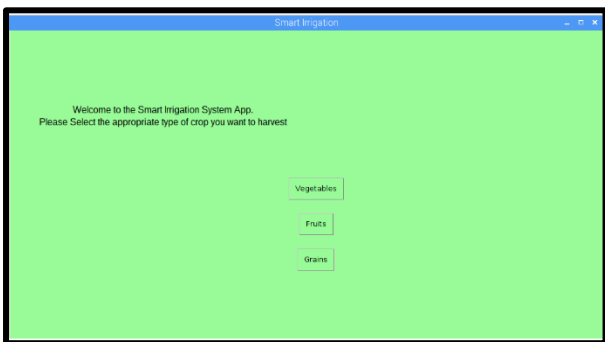 Smart Irrigation
Welcome to the Smart Irrigation System App.
Please Select the appropriate type of crop you want to harvest
Vegetables
Fruits
Grains